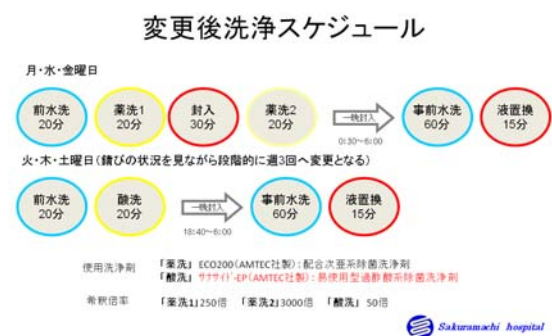 変更後洗浄スケジュール
月・水・金曜日
前水洗 20分
薬洗1 20分
封入 30分
薬洗2 20分
一晩封入
0:30~6:00
事前水洗 60分
液置換 15分
火・木・土曜日(錆びの状況を見ながら段階的に週3回へ変更となる)
前水洗 20分
酸洗 20分
一晩封入
18:40~6:00
事前水洗 60分
液置換 15分
使用洗浄剤
「薬洗」 ECO200(AMTEC社製):配合次亜系除菌洗浄剤
「酸洗」 サナサイド-EP(AMTEC社製):易使用型過酢酸系除菌洗浄剤
希釈倍率 「薬洗1」250倍 「薬洗2」3000倍 「酸洗」 50倍
Sakuramachi hospital